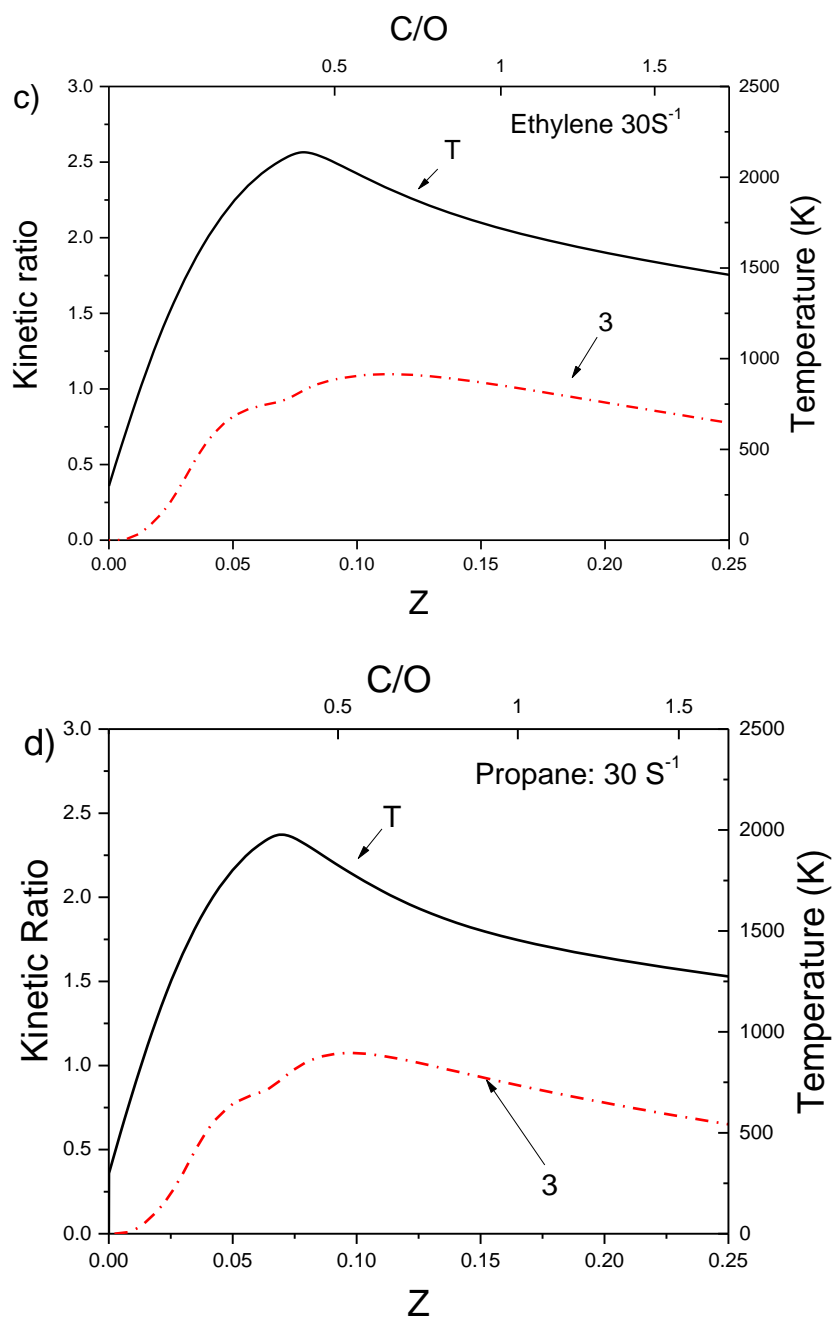 C/O
0.5 1 1.5
c)
3.0 2500
Ethylene 30S⁻¹
T
2.5
2000
2.0
1500
1.5
3
1000
1.0
500
0.5
0.0 0
Kinetic ratio
Temperature (K)
0.00 0.05 0.10 0.15 0.20 0.25
Z
C/O
0.5 1 1.5
d)
3.0 2500
Propane: 30 S⁻¹
T
2.5
2000
2.0
1500
1.5
1000
1.0
500
0.5
3
0.0 0
Kinetic Ratio
Temperature (K)
0.00 0.05 0.10 0.15 0.20 0.25
Z